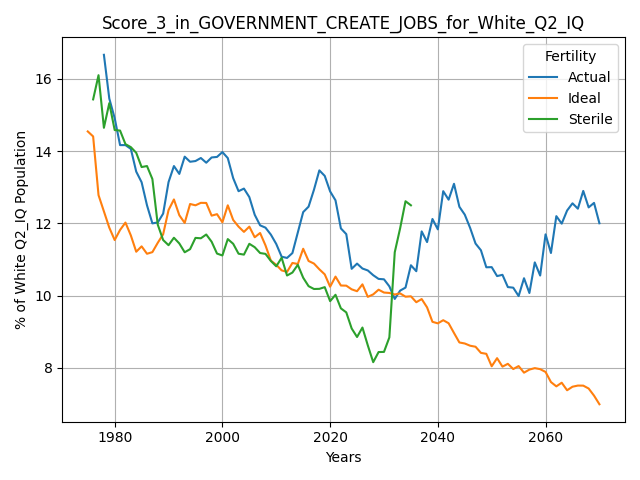 Score_3_in_GOVERNMENT_CREATE_JOBS_for_White_Q2_IQ
Fertility
Actual
Ideal
Sterile
% of White Q2_IQ Population
16
14
12
10
8
1980
2000
2020
2040
2060
Years